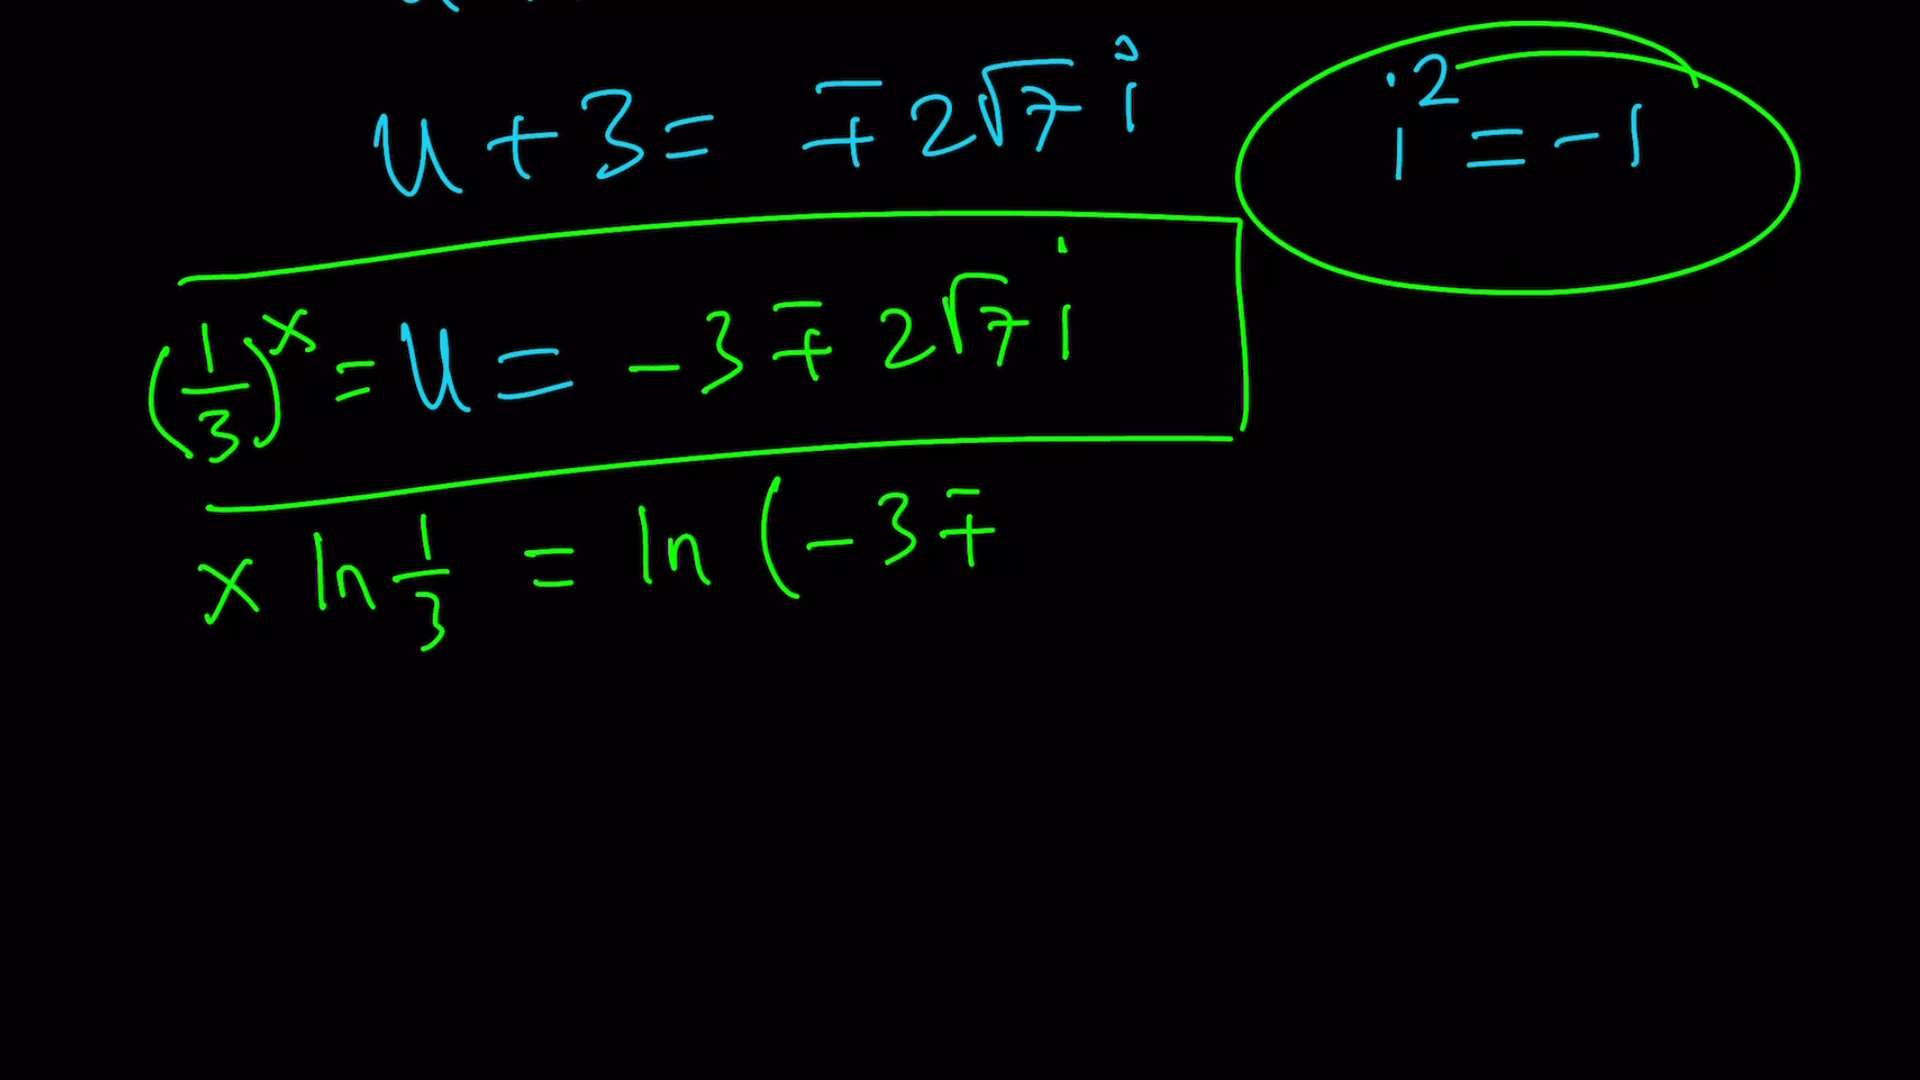 u + 3 = ∓ 2√7 i
i² = -1
(1/3)^x = u = -3 ∓ 2√7 i
x ln 1/3 = ln (-3 ∓